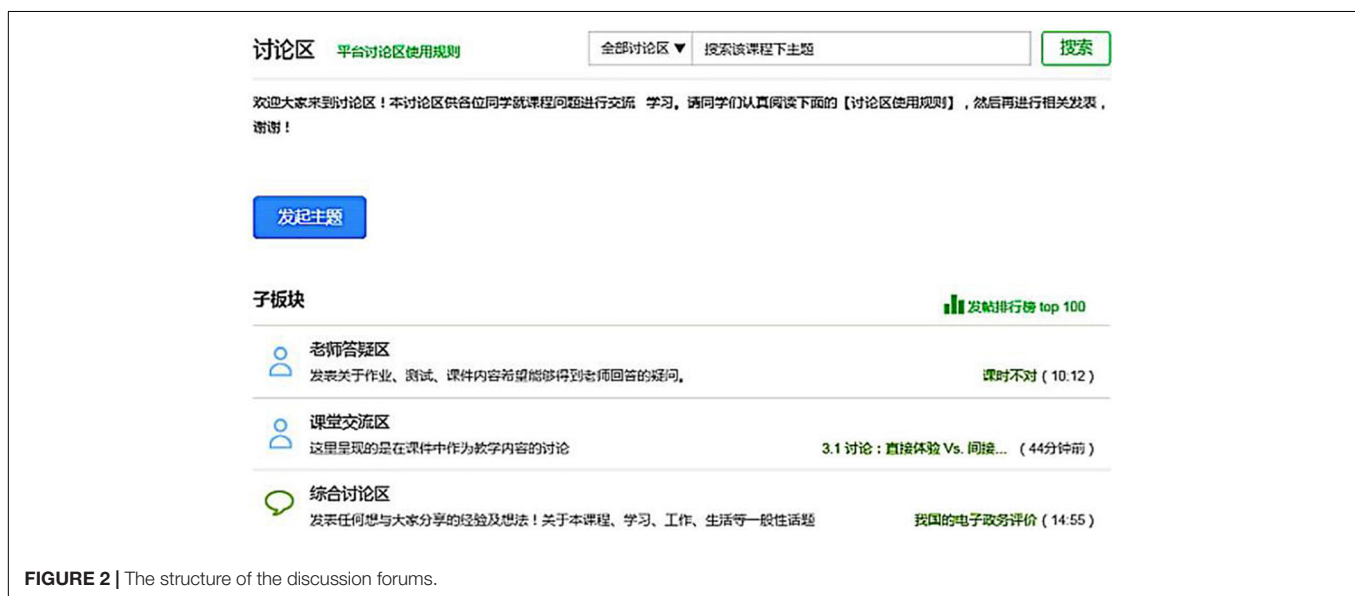 讨论区 平台讨论区使用规则 全部讨论区▼ 搜索该课程下主题 搜索
欢迎大家来到讨论区！本讨论区供各位同学就课程问题进行交流 学习。请同学们认真阅读下面的【讨论区使用规则】，然后再进行相关发表，
谢谢！
发起主题
子板块 发帖排行榜 top 100
老师答疑区
发表关于作业、测试、课件内容希望能够得到老师回答的疑问。 课时不对（10:12）
课堂交流区
这里呈现的是在课件中作为教学内容的讨论 3.1 讨论：直接体验 Vs. 间接... （44分钟前）
综合讨论区
发表任何想与大家分享的经验及想法！关于本课程、学习、工作、生活等一般性话题 我国的电子政务评价（14:55）
FIGURE 2 | The structure of the discussion forums.